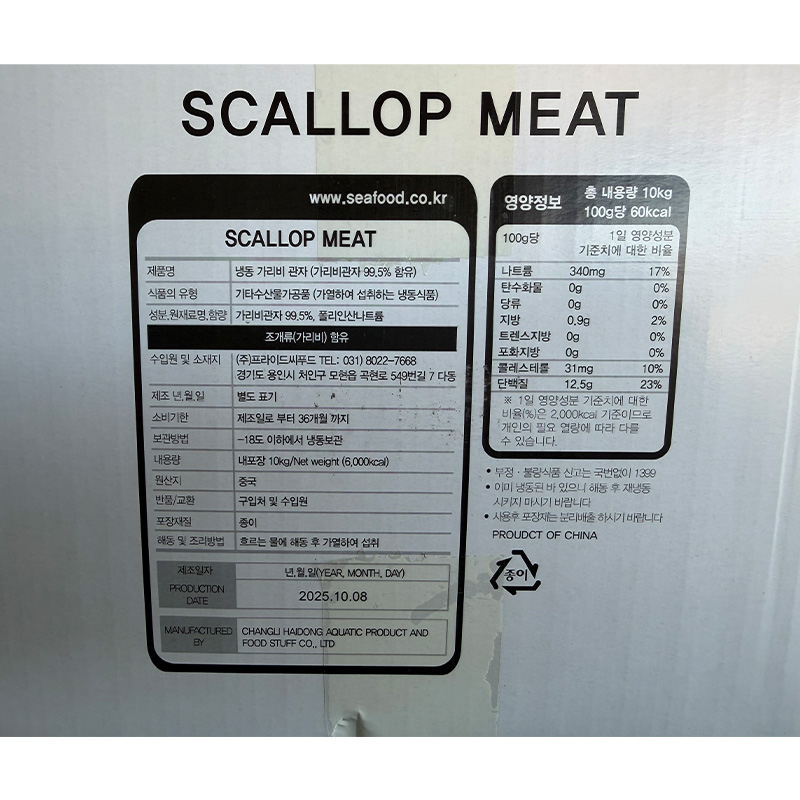 SCALLOP MEAT
www.seafood.co.kr
SCALLOP MEAT
제품명 냉동 가리비 관자 (가리비관자 99.5% 함유)
식품의 유형 기타수산물가공품 (가열하여 섭취하는 냉동식품)
성분,원재료명,함량 가리비관자 99.5%, 폴리인산나트륨
조개류(가리비) 함유
수입원 및 소재지 (주)프라이드씨푸드 TEL: 031) 8022-7668
경기도 용인시 처인구 모현읍 곡현로 549번길 7 다동
제조 년,월,일 별도 표기
소비기한 제조일로 부터 36개월 까지
보관방법 -18도 이하에서 냉동보관
내용량 내포장 10kg/Net weight (6,000kcal)
원산지 중국
반품/교환 구입처 및 수입원
포장재질 종이
해동 및 조리방법 흐르는 물에 해동 후 가열하여 섭취
제조일자 년,월,일(YEAR, MONTH, DAY)
PRODUCTION DATE 2025.10.08
MANUFACTURED BY CHANGLI HAIDONG AQUATIC PRODUCT AND
FOOD STUFF CO., LTD
영양정보 총 내용량 10kg
100g당 60kcal
100g당 1일 영양성분
기준치에 대한 비율
나트륨 340mg 17%
탄수화물 0g 0%
당류 0g 0%
지방 0.9g 2%
트렌스지방 0g 0%
포화지방 0g 0%
콜레스테롤 31mg 10%
단백질 12.5g 23%
※ 1일 영양성분 기준치에 대한
비율(%)은 2,000kcal 기준이므로
개인의 필요 열량에 따라 다를
수 있습니다.
• 부정·불량식품 신고는 국번없이 1399
• 이미 냉동된 바 있으니 해동 후 재냉동
시키지 마시기 바랍니다
• 사용후 포장재는 분리배출 하시기 바랍니다
PROUDCT OF CHINA
종이